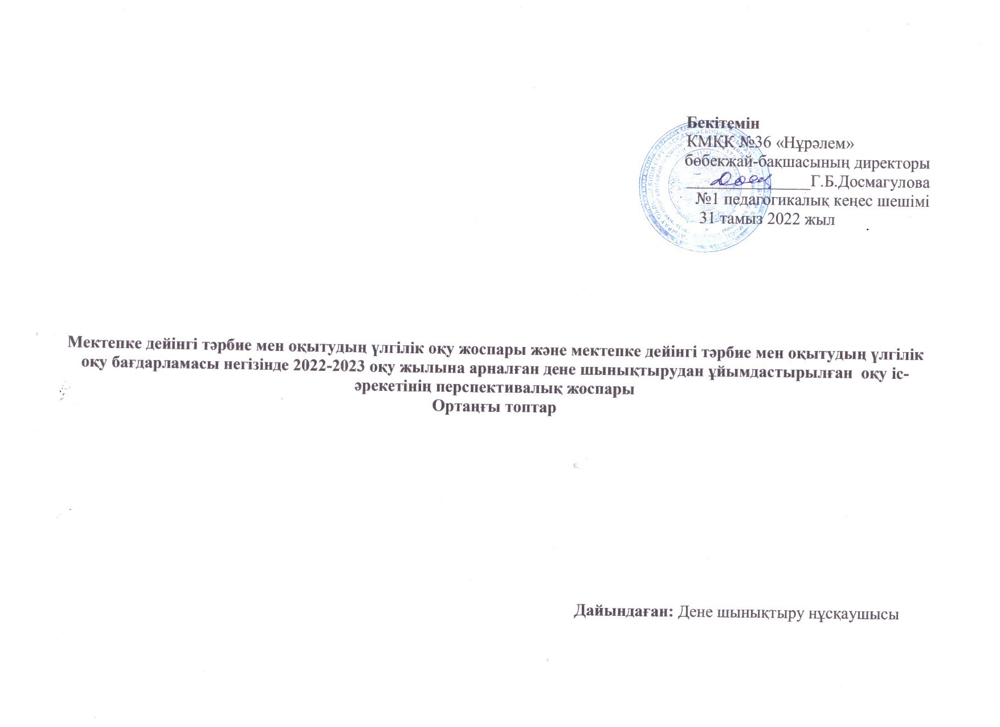 Бекітемін
КМҚК №36 «Нұрәлем»
бөбекжай-бақшасының директоры
Г.Б.Досмагулова
№1 педагогикалық кеңес шешімі
31 тамыз 2022 жыл
Мектепке дейінгі тәрбие мен оқытудың үлгілік оқу жоспары және мектепке дейінгі тәрбие мен оқытудың үлгілік
оқу бағдарламасы негізінде 2022-2023 оқу жылына арналған дене шынықтырудан ұйымдастырылған оқу іс-
әрекетінің перспективалық жоспары
Ортаңғы топтар
Дайындаған: Дене шынықтыру нұсқаушысы